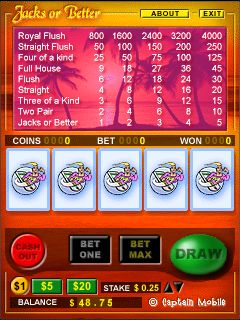 Jacks or Better ABOUT EXIT
Royal Flush 800 1600 2400 3200 4000
Straight Flush 50 100 150 200 250
Four of a kind 25 50 75 100 125
Full House 9 18 27 36 45
Flush 6 12 18 24 30
Straight 4 8 12 16 20
Three of a Kind 3 6 9 12 15
Two Pair 2 4 6 8 10
Jacks or Better 1 2 3 4 5
COINS 0000 BET 0000 WON 0000
CASH OUT BET ONE BET MAX DRAW
$1 $5 $20 STAKE $ 0.25
BALANCE $ 48.75 © Captain Mobile